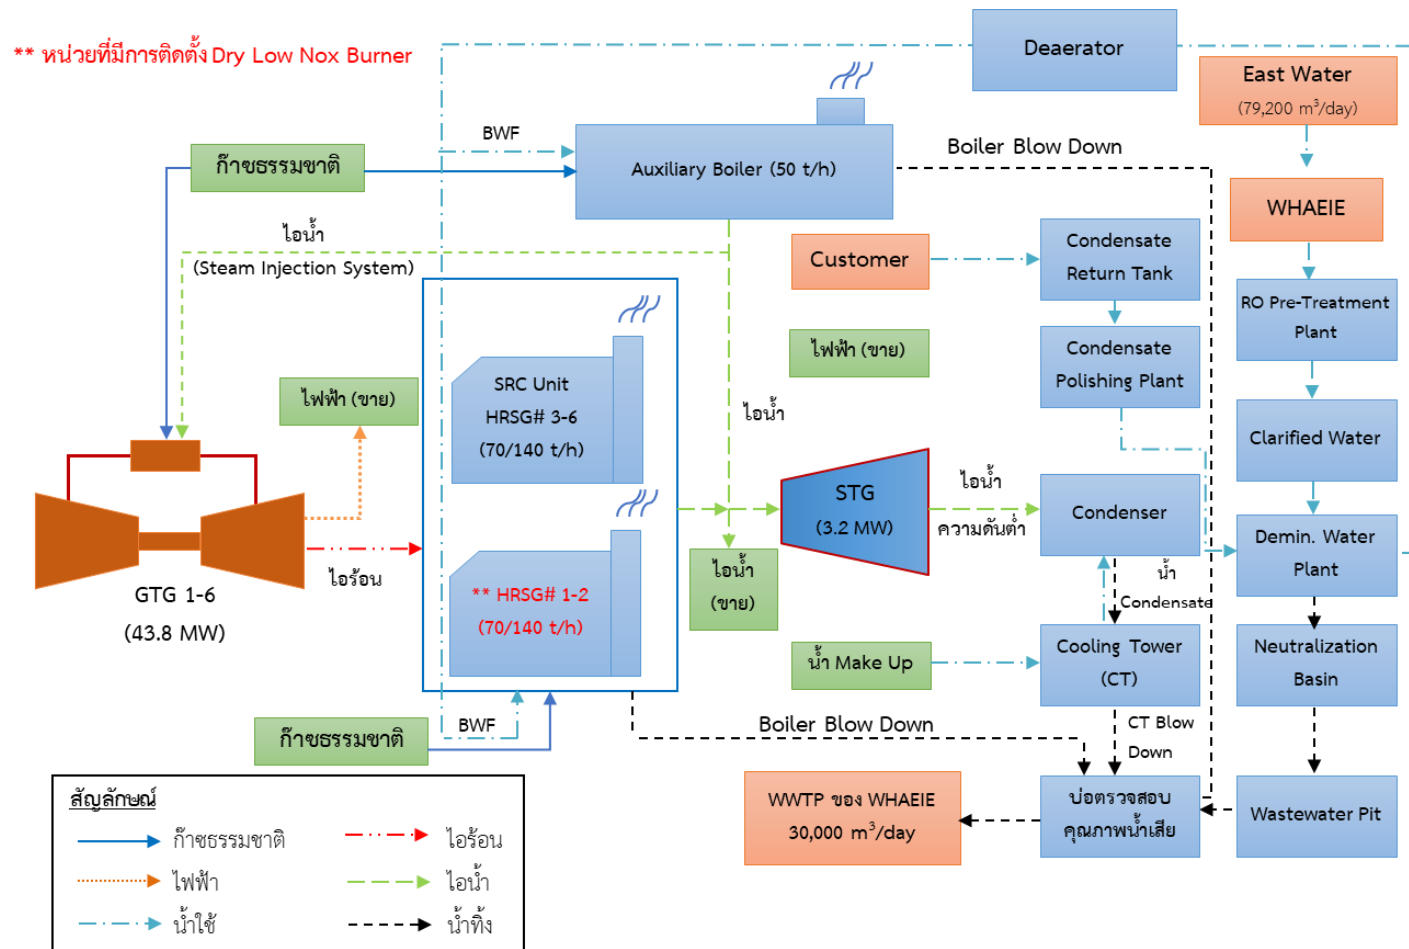 ** หน่วยที่มีการติดตั้ง Dry Low Nox Burner
Deaerator
East Water
(79,200 m³/day)
BWF
Boiler Blow Down
ก๊าซธรรมชาติ
Auxiliary Boiler (50 t/h)
WHAEIE
ไอน้ำ
(Steam Injection System)
Customer
Condensate
Return Tank
RO Pre-Treatment
Plant
ไฟฟ้า (ขาย)
Condensate
Polishing Plant
ไฟฟ้า (ขาย)
SRC Unit
HRSG# 3-6
(70/140 t/h)
ไอน้ำ
Clarified Water
STG
(3.2 MW)
ไอน้ำ
ความดันต่ำ
Condenser
Demin. Water
Plant
น้ำ
Condensate
ไอร้อน
GTG 1-6
(43.8 MW)
** HRSG# 1-2
(70/140 t/h)
ไอน้ำ
(ขาย)
น้ำ Make Up
Cooling Tower
(CT)
Neutralization
Basin
BWF
ก๊าซธรรมชาติ
Boiler Blow Down
CT Blow
Down
WWTP ของ WHAEIE
30,000 m³/day
บ่อตรวจสอบ
คุณภาพน้ำเสีย
Wastewater Pit
สัญลักษณ์
ก๊าซธรรมชาติ
ไอร้อน
ไฟฟ้า
ไอน้ำ
น้ำใช้
น้ำทิ้ง